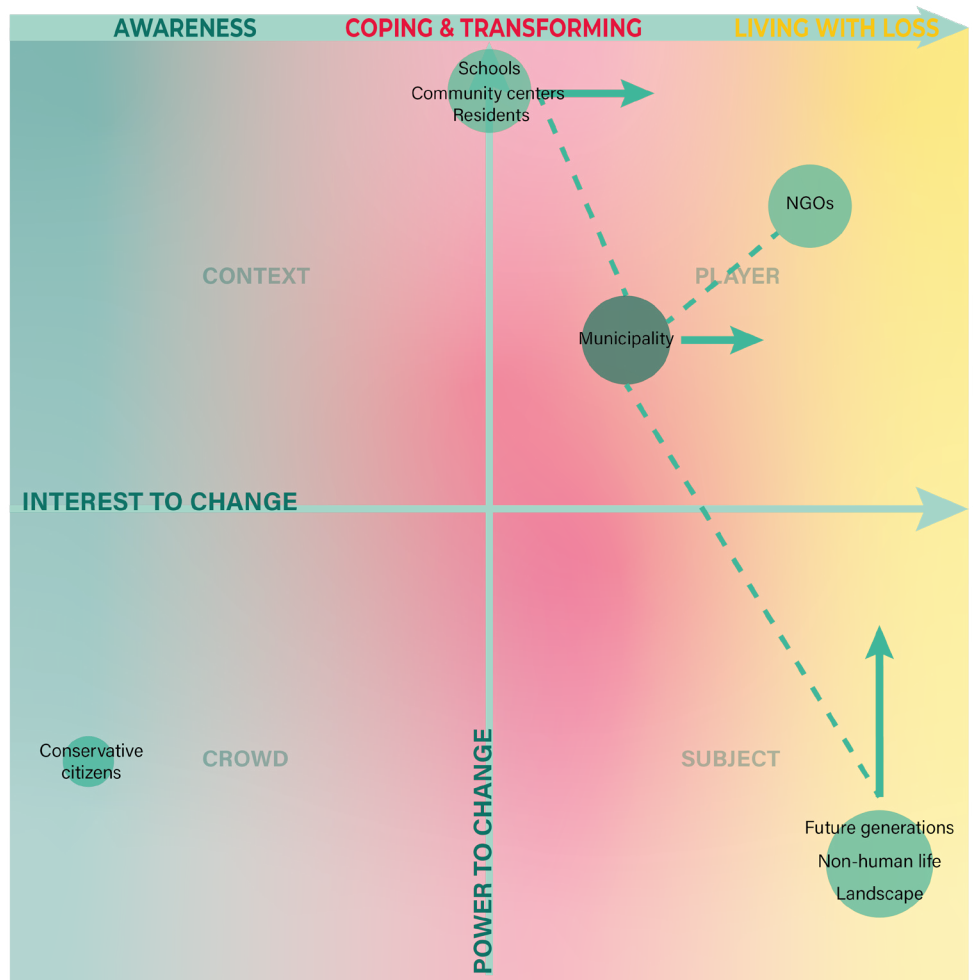 AWARENESS
COPING & TRANSFORMING
LIVING WITH LOSS
Schools
Community centers
Residents
NGOs
CONTEXT
PLAYER
Municipality
INTEREST TO CHANGE
POWER TO CHANGE
Conservative
citizens
CROWD
SUBJECT
Future generations
Non-human life
Landscape